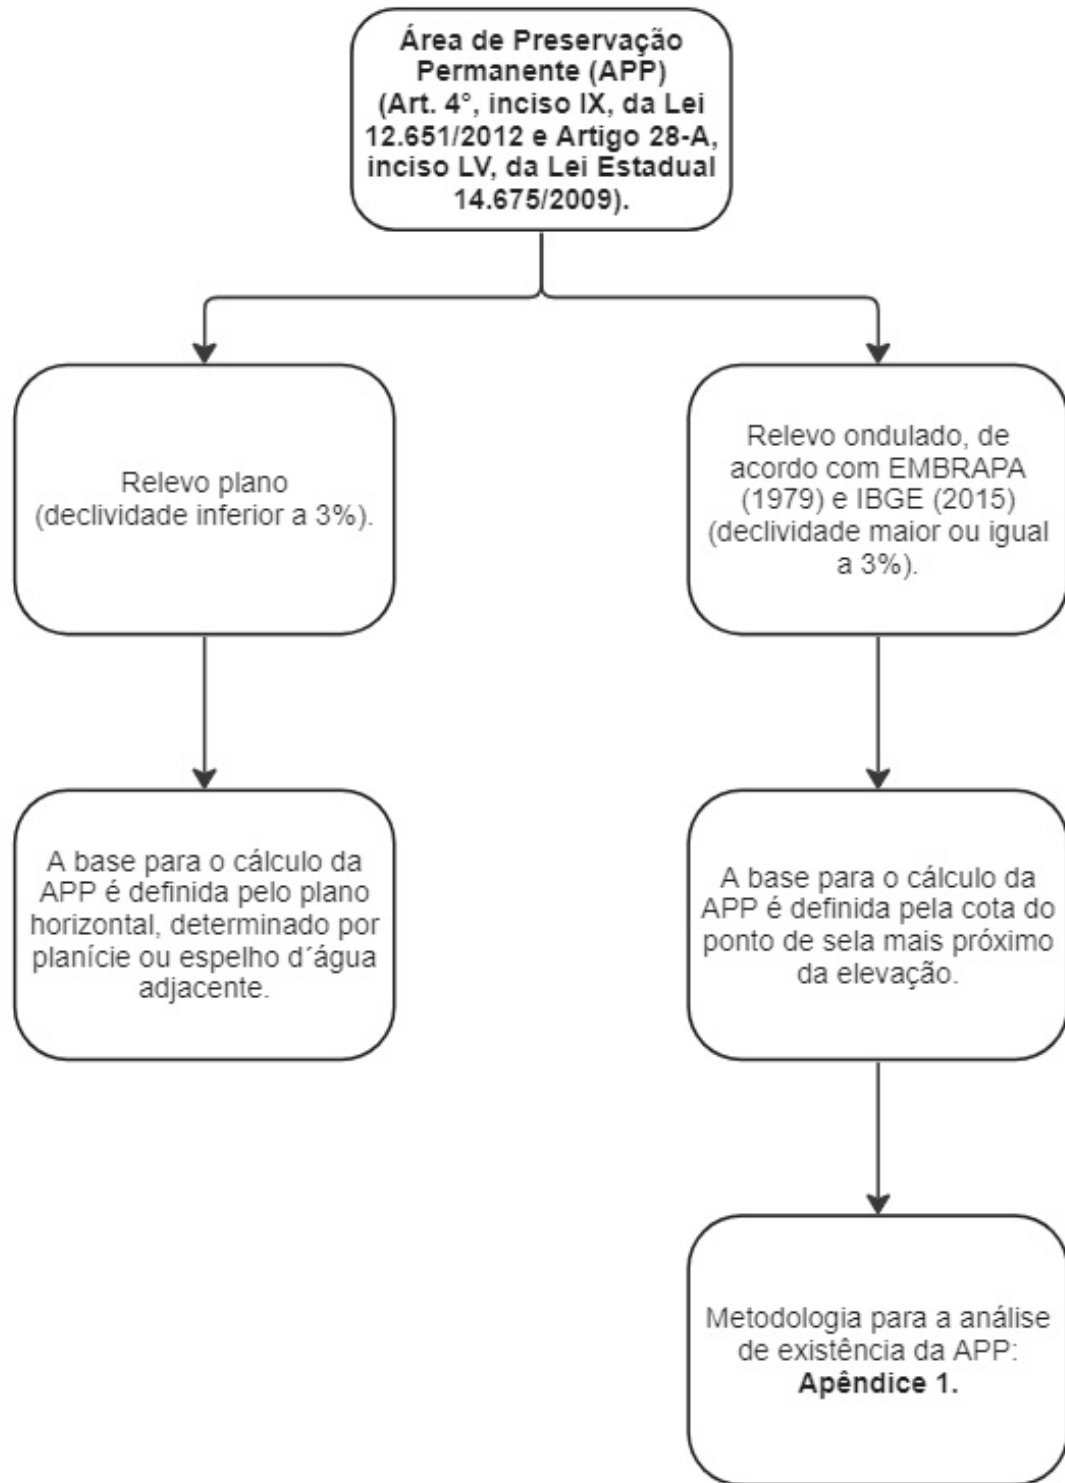 Área de Preservação
Permanente (APP)
(Art. 4°, inciso IX, da Lei
12.651/2012 e Artigo 28-A,
inciso LV, da Lei Estadual
14.675/2009).
Relevo plano
(declividade inferior a 3%).
Relevo ondulado, de
acordo com EMBRAPA
(1979) e IBGE (2015)
(declividade maior ou igual
a 3%).
A base para o cálculo da
APP é definida pelo plano
horizontal, determinado por
planície ou espelho d´água
adjacente.
A base para o cálculo da
APP é definida pela cota do
ponto de sela mais próximo
da elevação.
Metodologia para a análise
de existência da APP:
Apêndice 1.